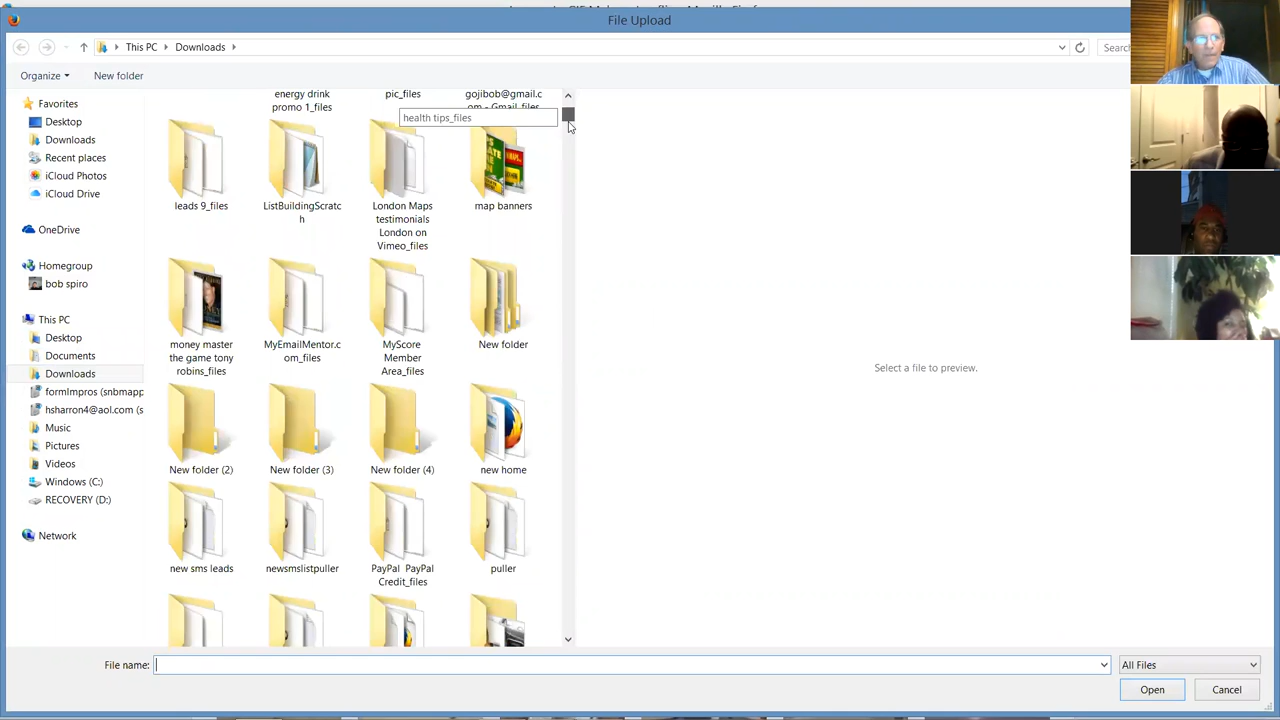 File Upload
This PC
Downloads
Search
Organize
New folder
Favorites
Desktop
Downloads
Recent places
iCloud Photos
iCloud Drive
OneDrive
Homegroup
bob spiro
This PC
Desktop
Documents
Downloads
formImpros (snbmapp
hsharron4@aol.com (s
Music
Pictures
Videos
Windows (C:)
RECOVERY (D:)
Network
energy drink
promo 1_files
pic_files
gojibob@gmail.c
om - Gmail_files
health tips_files
leads 9_files
ListBuildingScratc
h
London Maps
testimonials
London on
Vimeo_files
map banners
money master
the game tony
robins_files
MyEmailMentor.c
om_files
MyScore
Member
Area_files
New folder
New folder (2)
New folder (3)
New folder (4)
new home
new sms leads
newsmslistpuller
PayPal PayPal
Credit_files
puller
Select a file to preview.
File name:
All Files
Open
Cancel